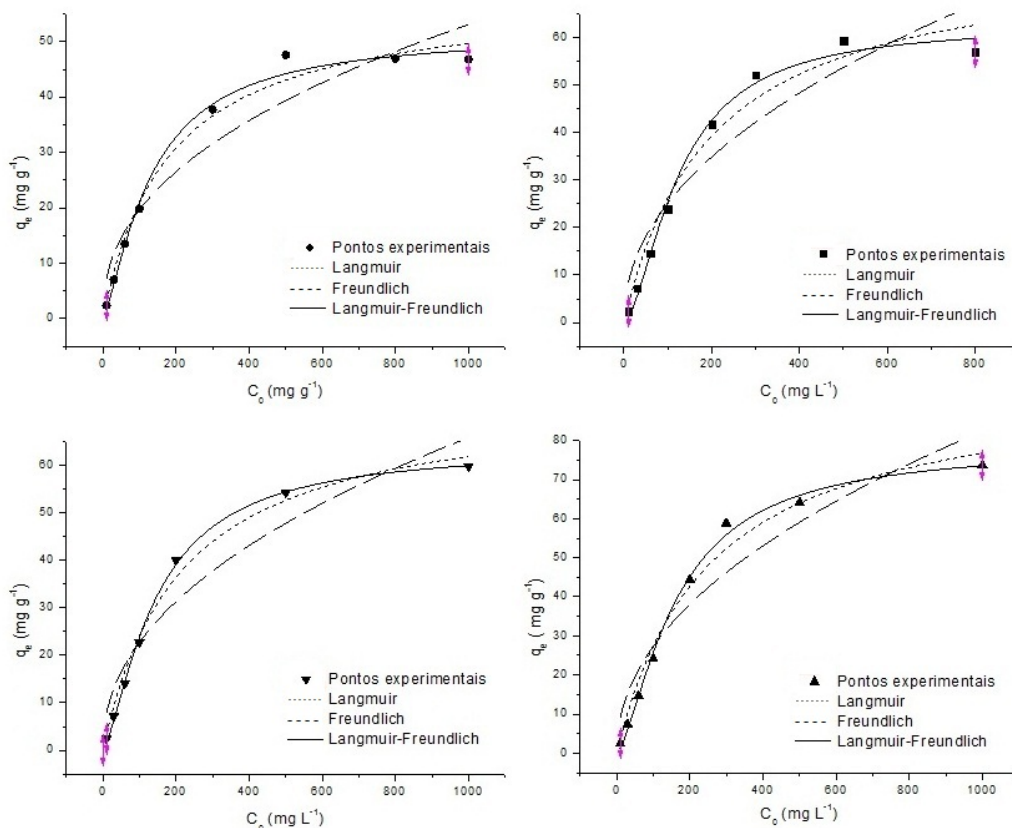 50
40
30
20
10
0
qe (mg g⁻¹)
Pontos experimentais
Langmuir
Freundlich
Langmuir-Freundlich
0 200 400 600 800 1000
C₀ (mg g⁻¹)
60
50
40
30
20
10
0
qe (mg g⁻¹)
Pontos experimentais
Langmuir
Freundlich
Langmuir-Freundlich
0 200 400 600 800
C₀ (mg L⁻¹)
60
50
40
30
20
10
0
qe (mg g⁻¹)
Pontos experimentais
Langmuir
Freundlich
Langmuir-Freundlich
0 200 400 600 800 1000
C₀ (mg L⁻¹)
80
70
60
50
40
30
20
10
0
qe ( mg g⁻¹)
Pontos experimentais
Langmuir
Freundlich
Langmuir-Freundlich
0 200 400 600 800 1000
C₀ (mg L⁻¹)